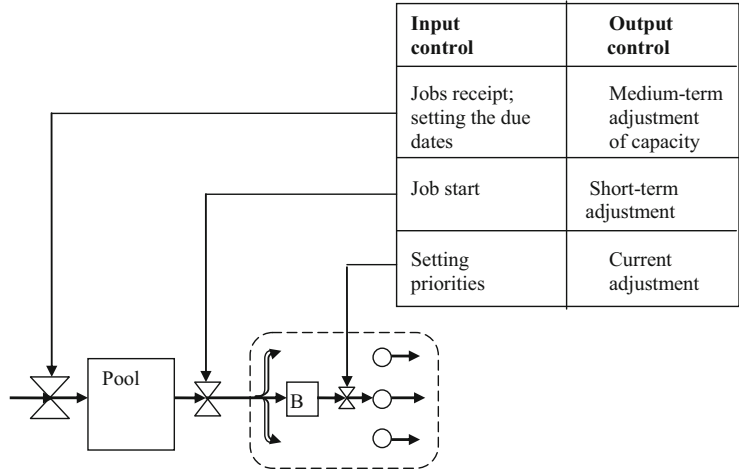 Input control
Output control
Jobs receipt; setting the due dates
Medium-term adjustment of capacity
Job start
Short-term adjustment
Setting priorities
Current adjustment
Pool
B